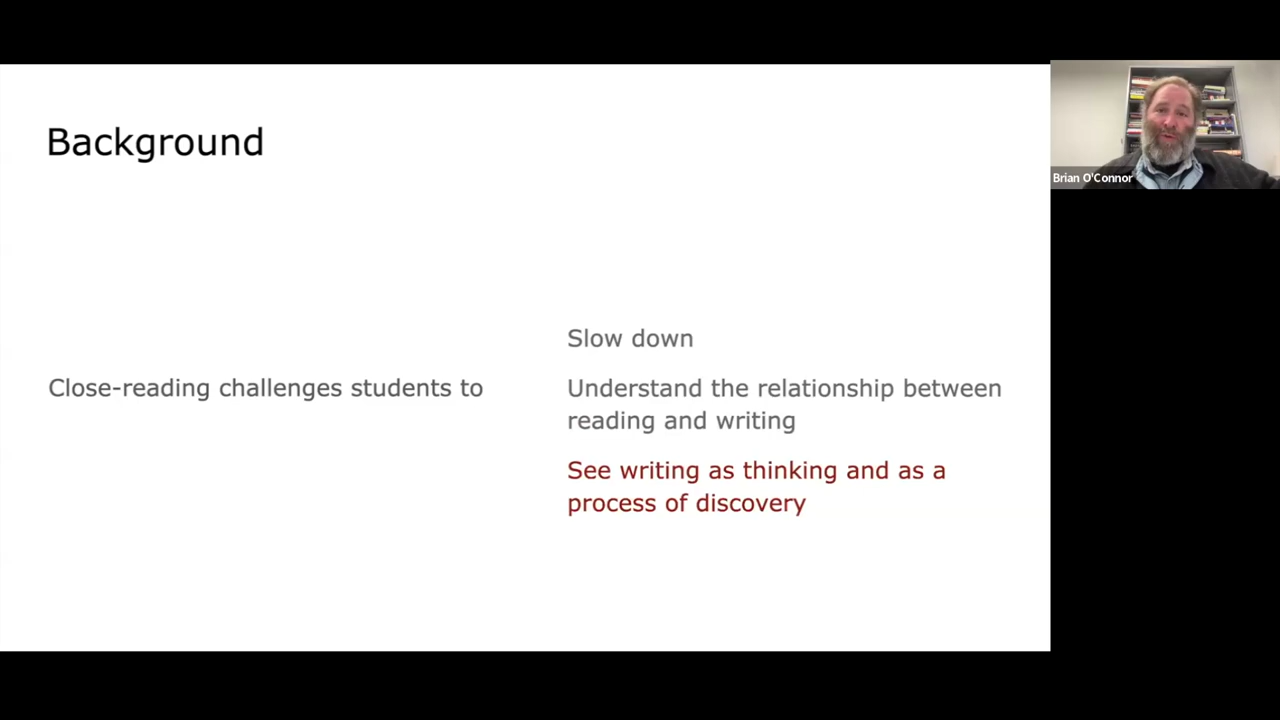 Background
Close-reading challenges students to
Slow down
Understand the relationship between
reading and writing
See writing as thinking and as a
process of discovery
Brian O'Connor